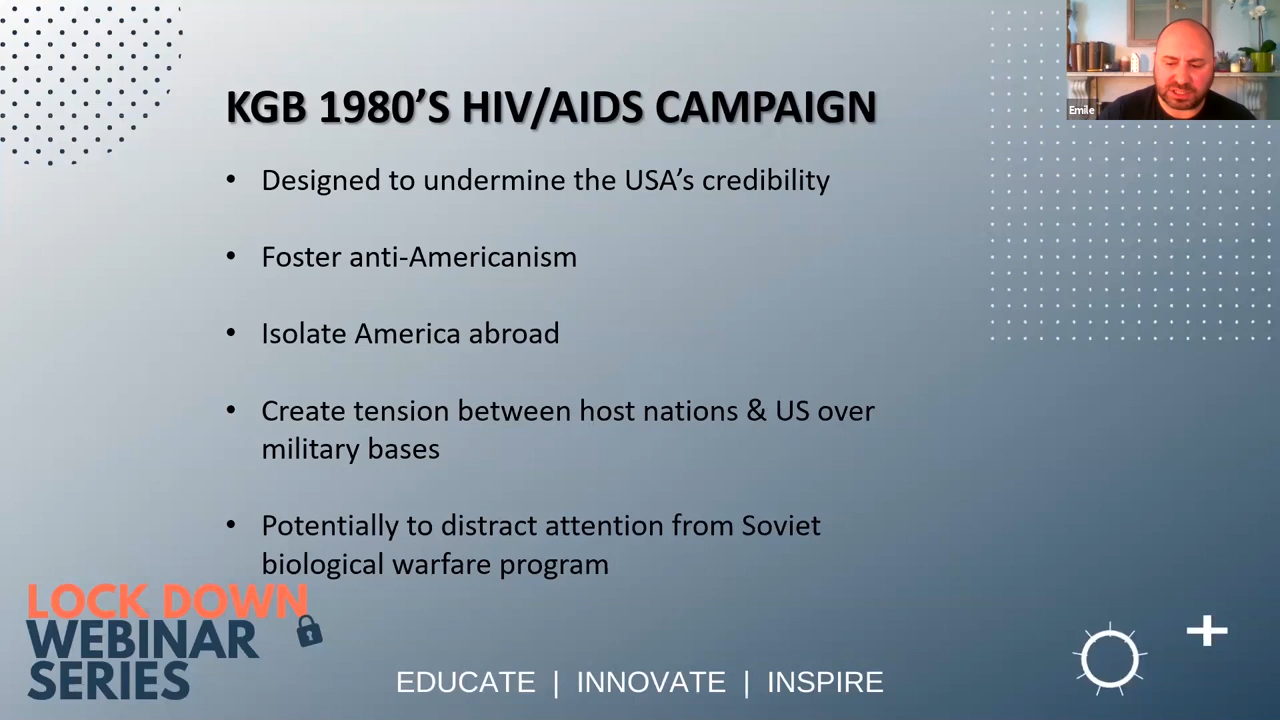 KGB 1980’S HIV/AIDS CAMPAIGN
Emile
• Designed to undermine the USA’s credibility
• Foster anti-Americanism
• Isolate America abroad
• Create tension between host nations & US over
military bases
• Potentially to distract attention from Soviet
biological warfare program
LOCK DOWN
WEBINAR
SERIES
EDUCATE | INNOVATE | INSPIRE